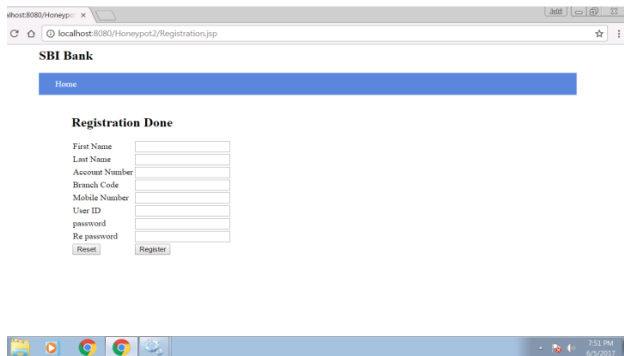 alhost:8080/Honeypo
localhost:8080/Honeypot2/Registration.jsp
SBI Bank
Home
Registration Done
First Name
Last Name
Account Number
Branch Code
Mobile Number
User ID
password
Re password
Reset Register
7:51 PM
6/5/2017